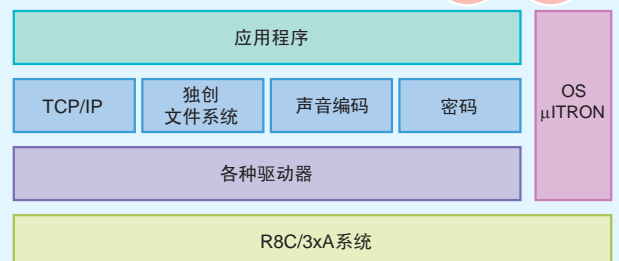 应用程序
TCP/IP
独创
文件系统
声音编码
密码
OS
μITRON
各种驱动器
R8C/3xA系统